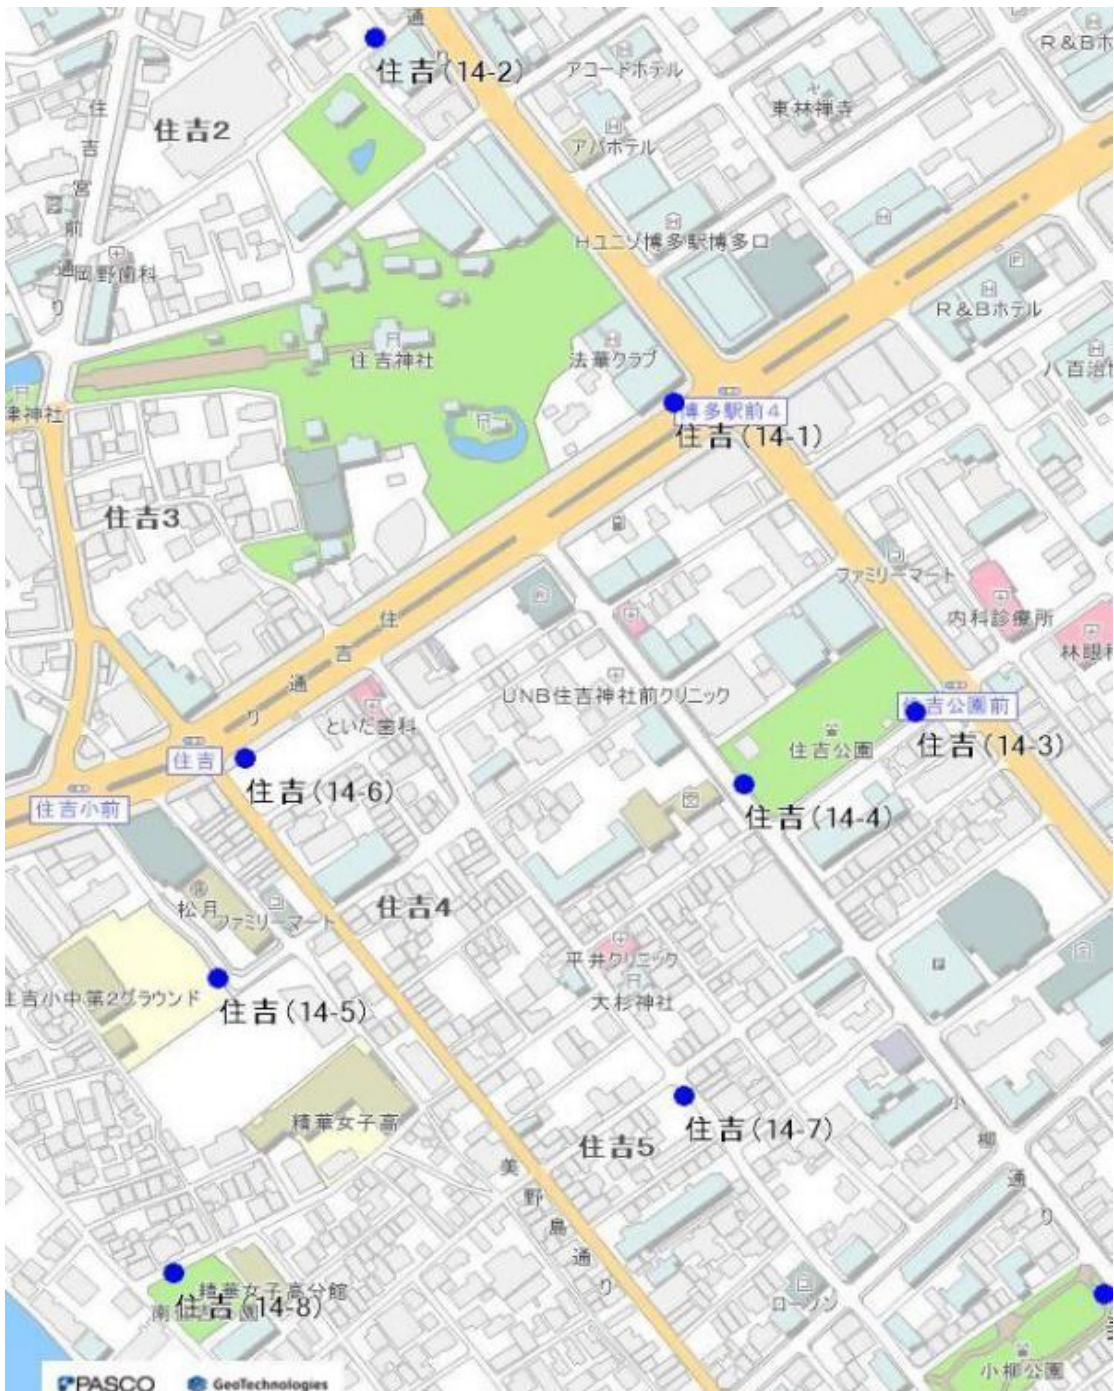 通り
住吉(14-2)
アコードホテル
R&Bホ
東林禅寺
住吉2
アパホテル
住吉宮前通り
岡野歯科
Hユニゾ博多駅博多口
R&Bホテル
住吉神社
法華クラブ
八百治
津神社
博多駅前4
住吉(14-1)
住吉3
ファミリーマート
内科診療所
住吉通り
林眼科
UNB住吉神社前クリニック
といだ歯科
住吉公園前
住吉公園
住吉(14-3)
住吉
住吉(14-6)
住吉小前
住吉(14-4)
松月
ファミリーマート
住吉4
平井クリニック
住吉小中第2グラウンド
住吉(14-5)
大杉神社
精華女子高
住吉(14-7)
住吉5
小柳通り
美野島通り
精華女子高分館
住吉(14-8)
ローソン
小柳公園
PASCO
GeoTechnologies